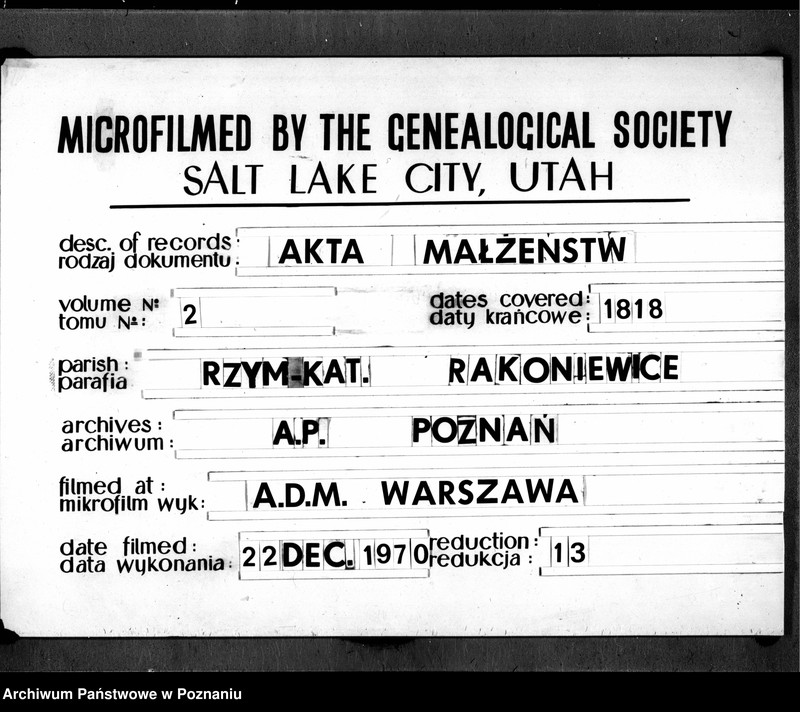 MICROFILMED BY THE GENEALOGICAL SOCIETY
SALT LAKE CITY, UTAH
desc. of records:
rodzaj dokumentu: AKTA MAŁŻEŃSTW
volume Nº
tomu Nº: 2
dates covered:
daty krańcowe: 1818
parish:
parafia RZYM-KAT. RAKONIEWICE
archives:
archiwum: A.P. POZNAŃ
filmed at:
mikrofilm wyk: A.D.M. WARSZAWA
date filmed:
data wykonania: 22 DEC. 1970
reduction:
redukcja: 13
Archiwum Państwowe w Poznaniu